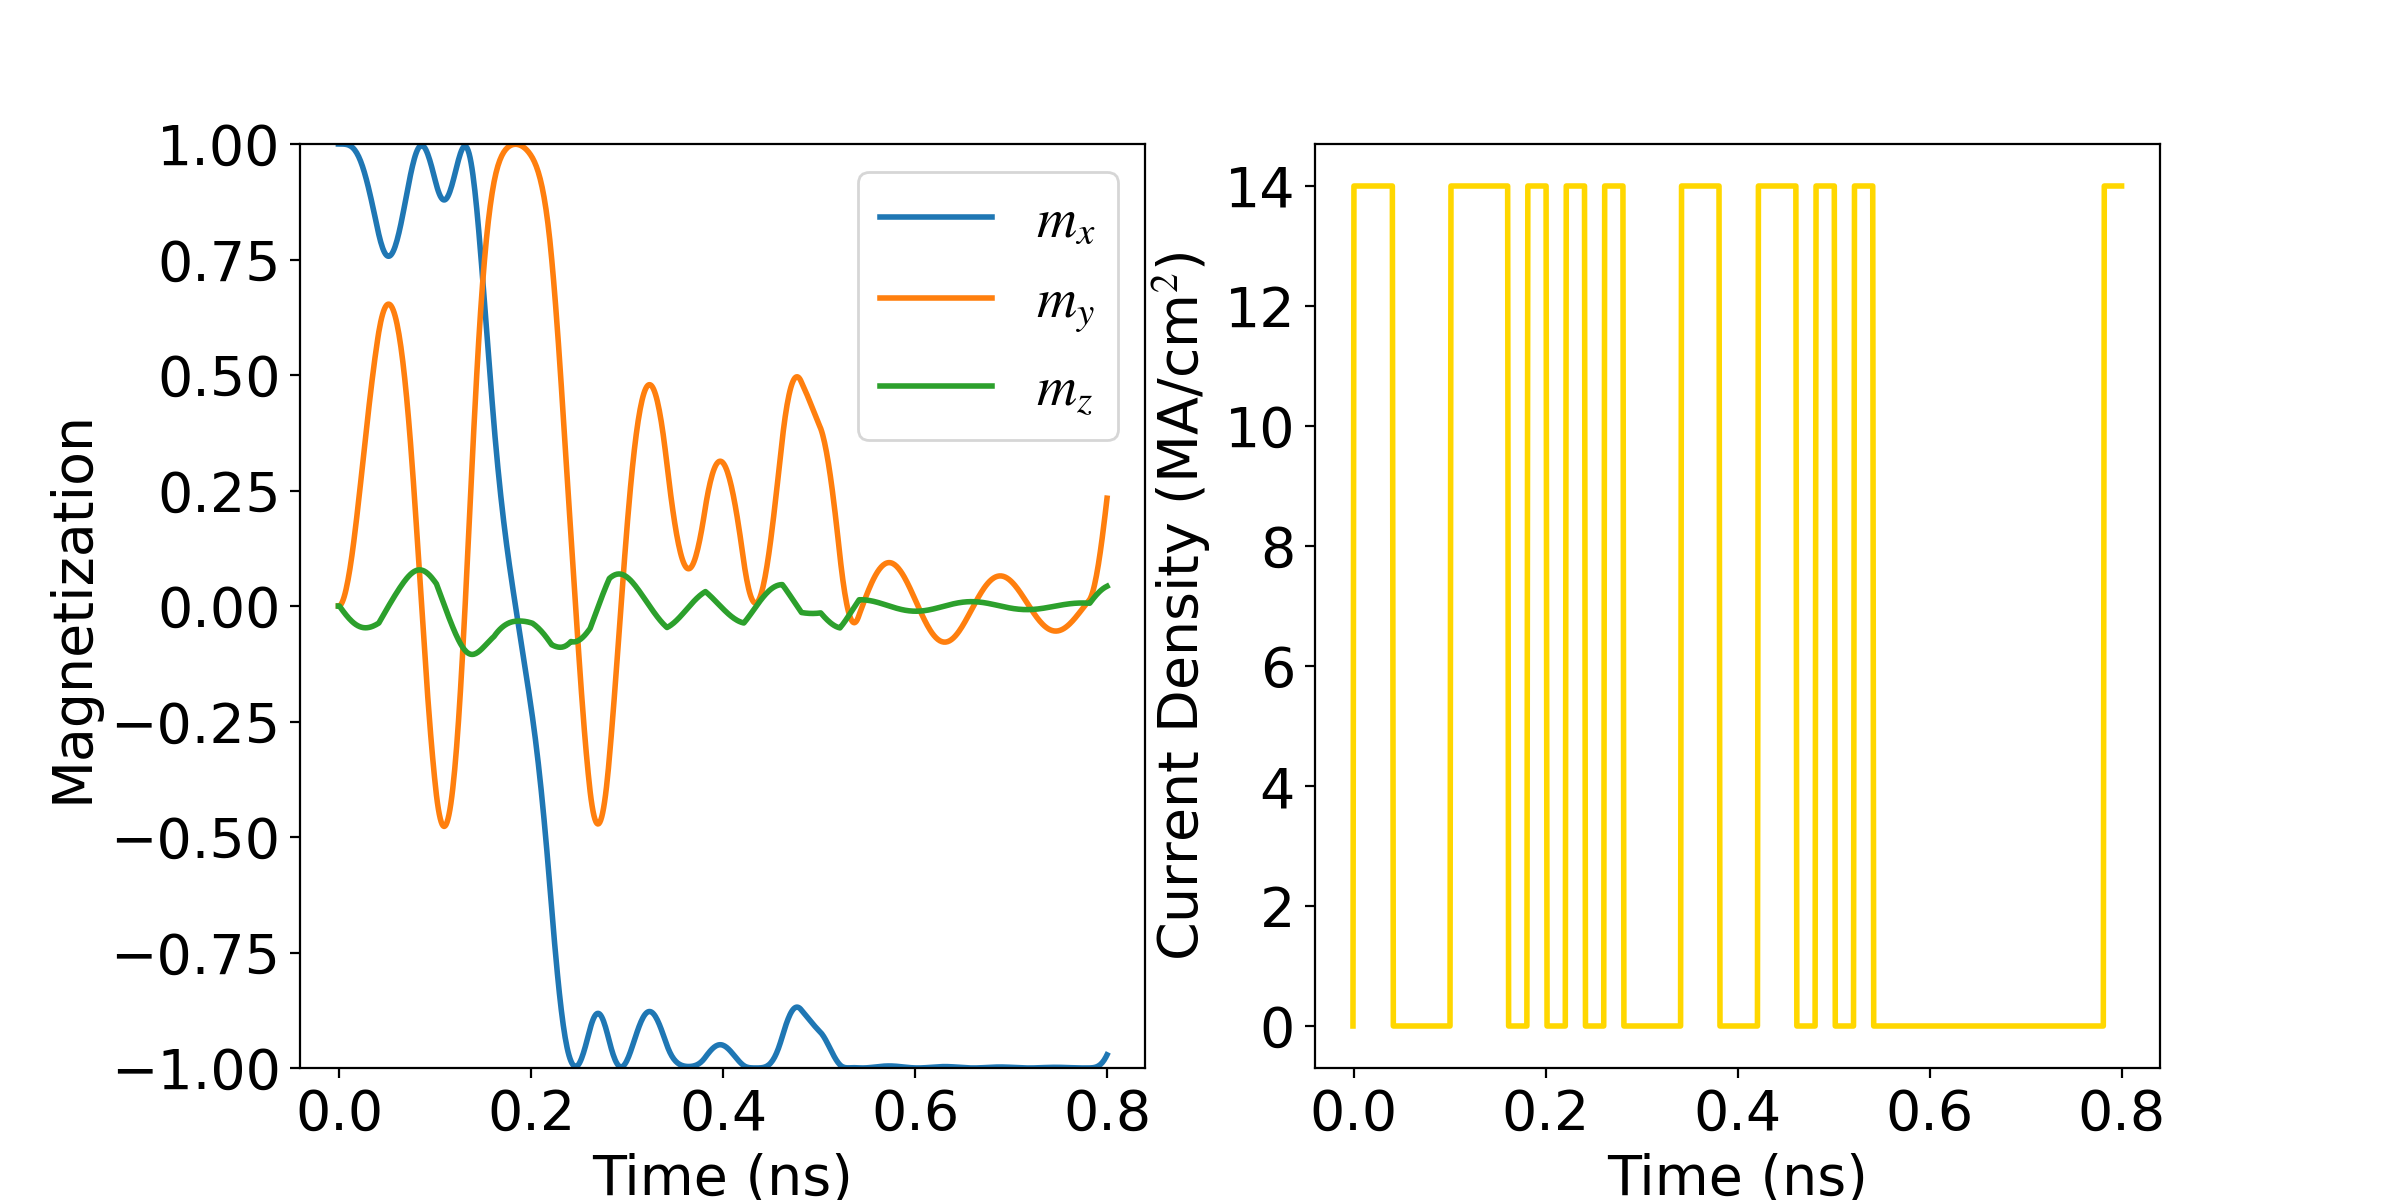 1.00
0.75
0.50
0.25
0.00
−0.25
−0.50
−0.75
−1.00
Magnetization
0.0 0.2 0.4 0.6 0.8
Time (ns)
mₓ
m_y
m_z
14
12
10
8
6
4
2
0
Current Density (MA/cm²)
0.0 0.2 0.4 0.6 0.8
Time (ns)